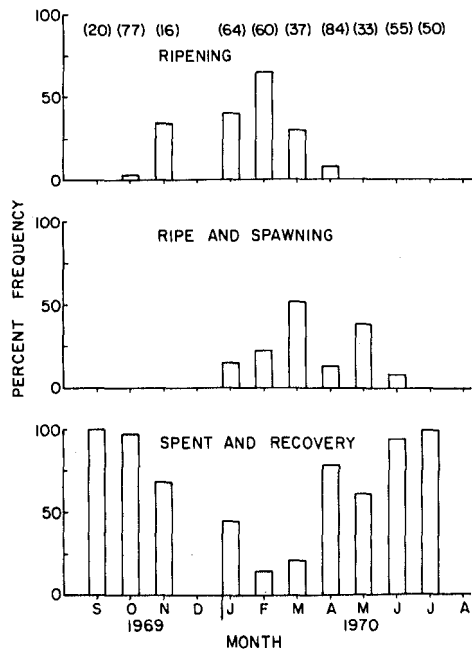 100 (20) (77) (16) (64) (60) (37) (84) (33) (55) (50)
RIPENING
50
0
100
RIPE AND SPAWNING
50
0
100
SPENT AND RECOVERY
50
0
S O N D J F M A M J J A
1969 1970
MONTH
PERCENT FREQUENCY